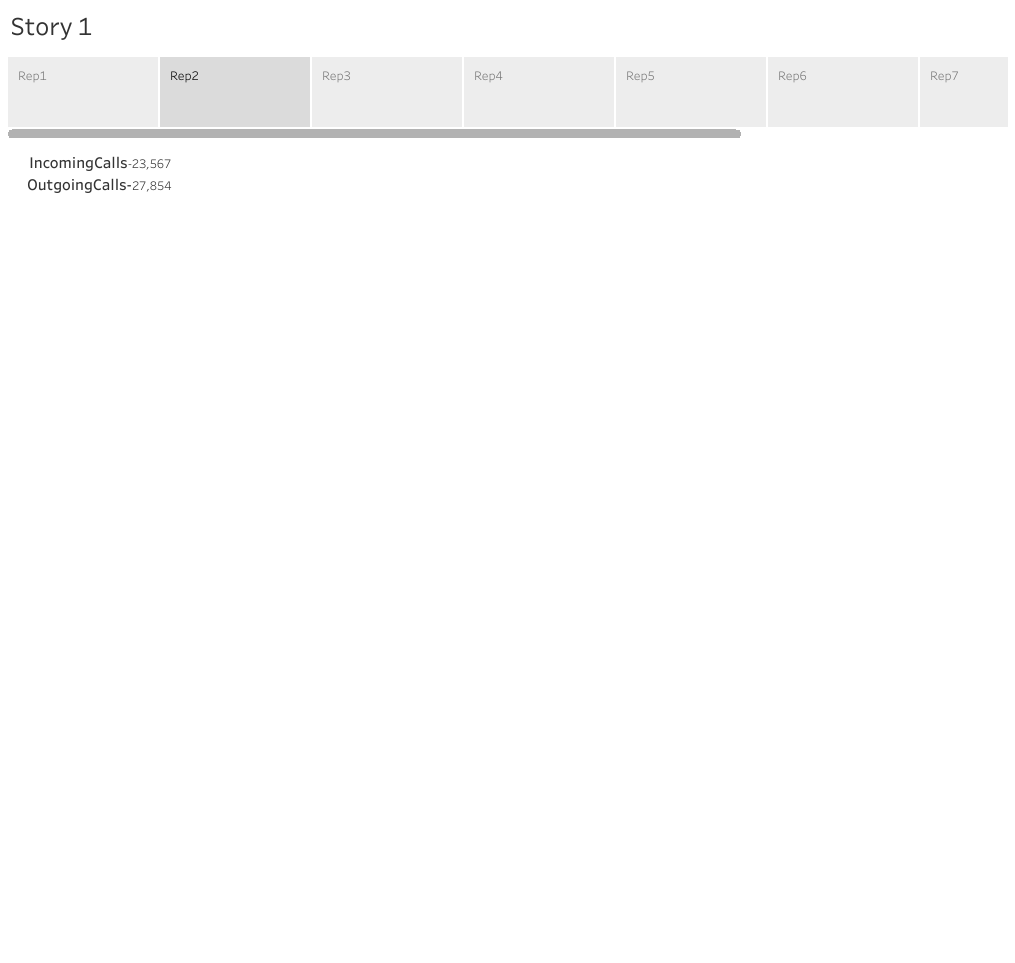 Story 1
Rep1 Rep2 Rep3 Rep4 Rep5 Rep6 Rep7
IncomingCalls-23,567
OutgoingCalls-27,854